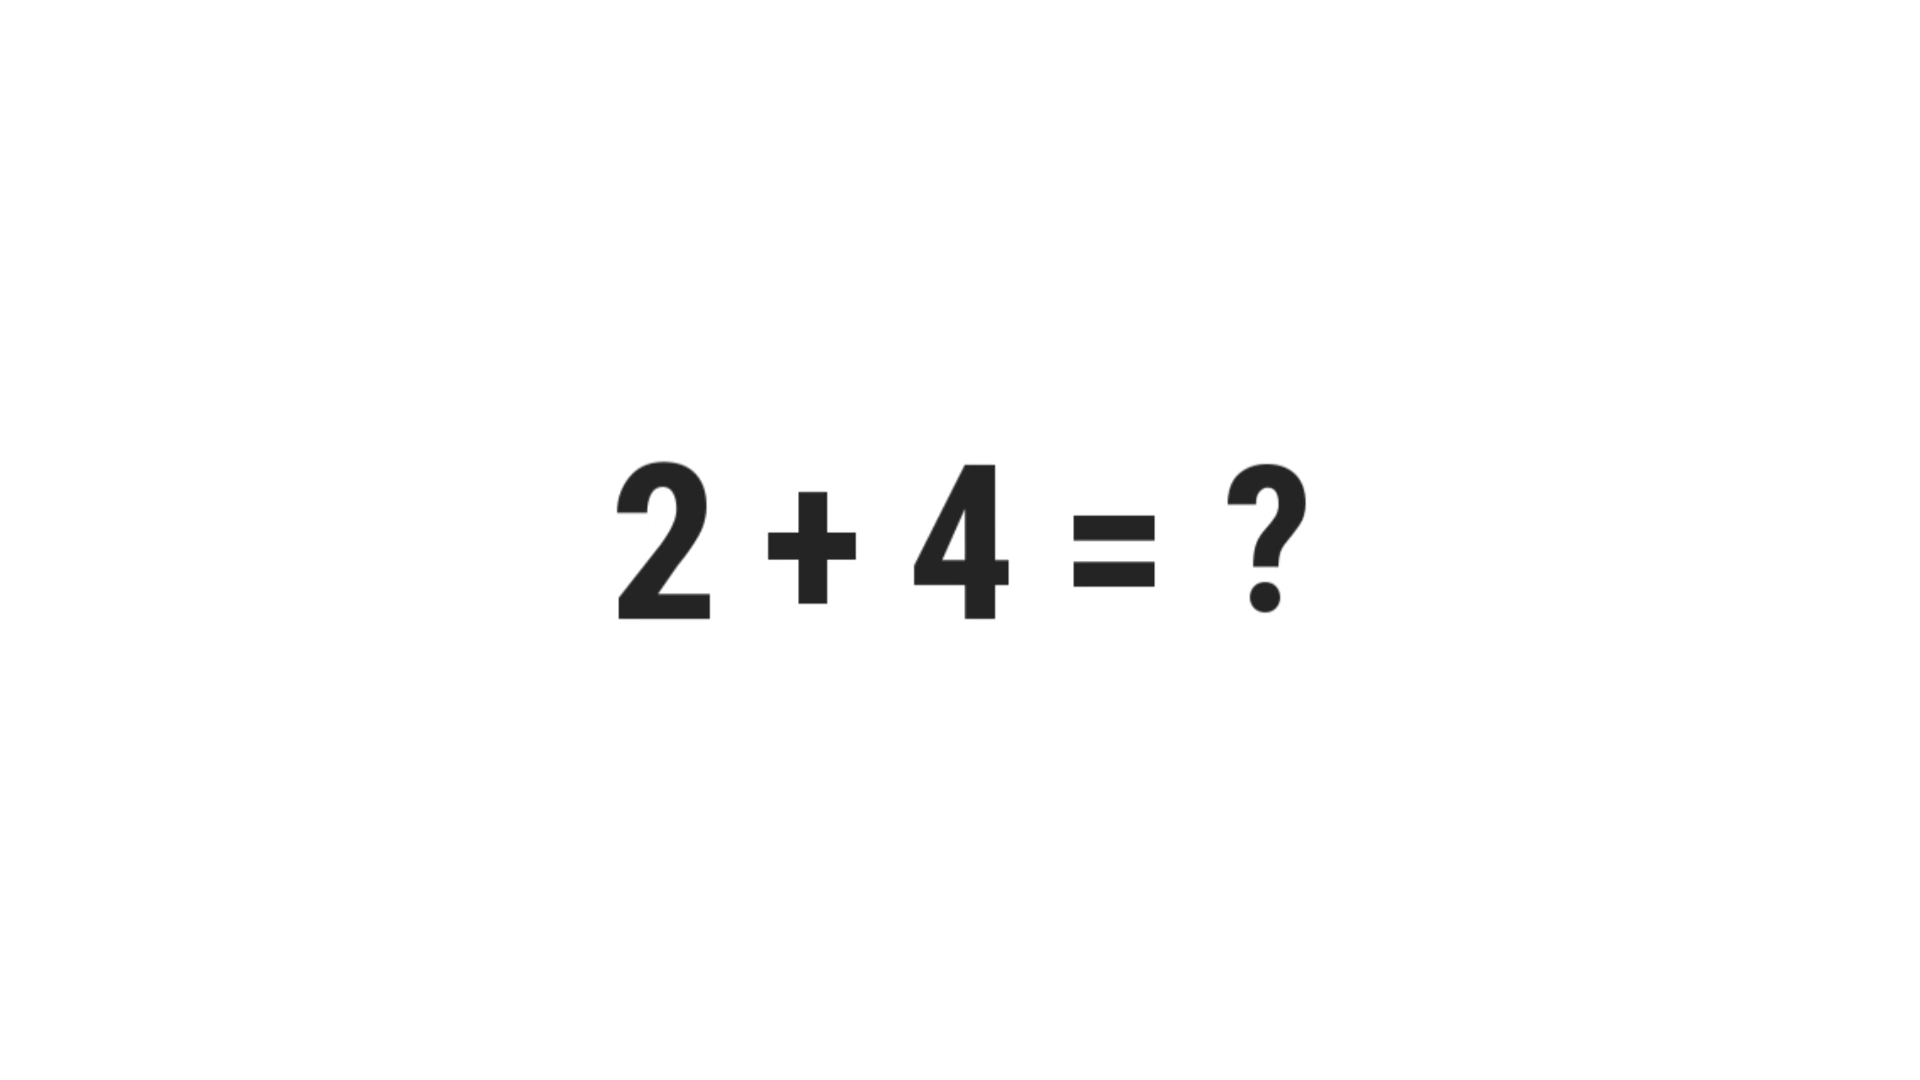 2 + 4 = ?